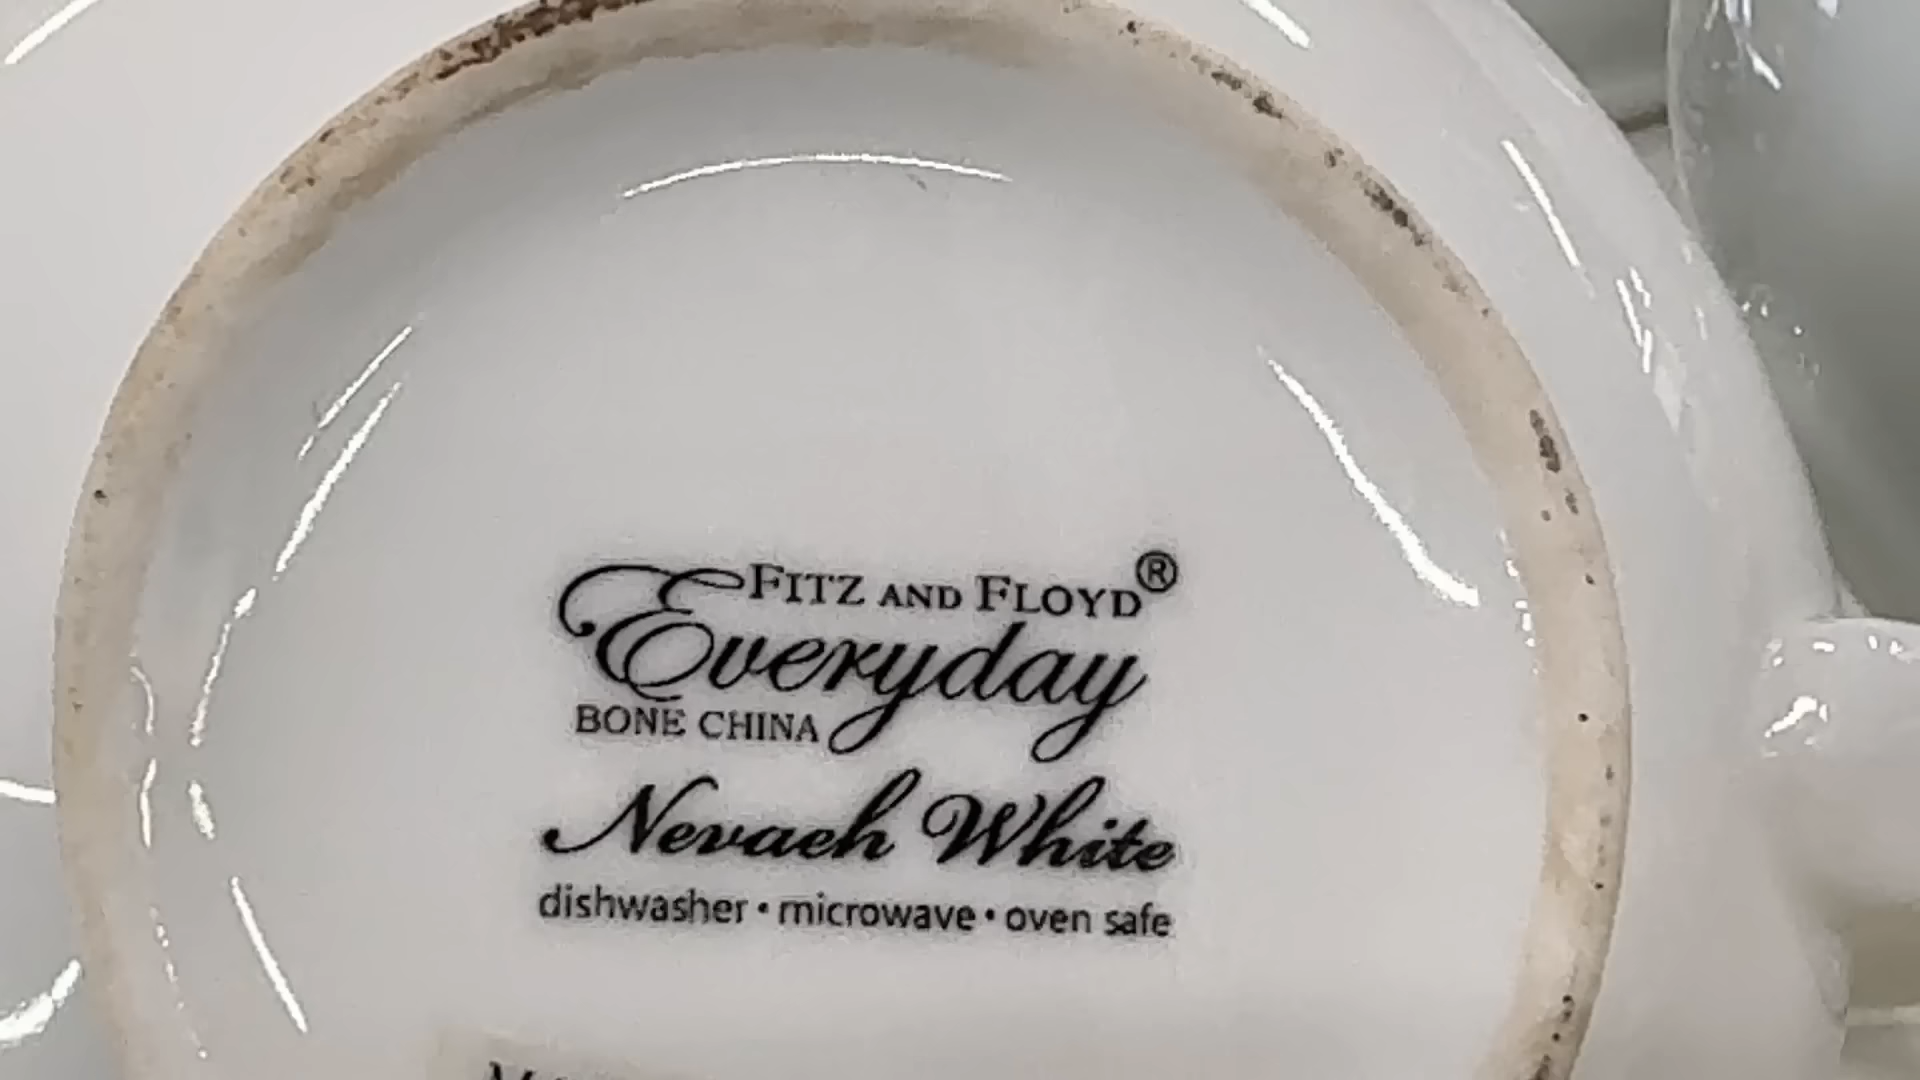 FITZ AND FLOYD®
Everyday
BONE CHINA
Nevaeh White
dishwasher • microwave • oven safe